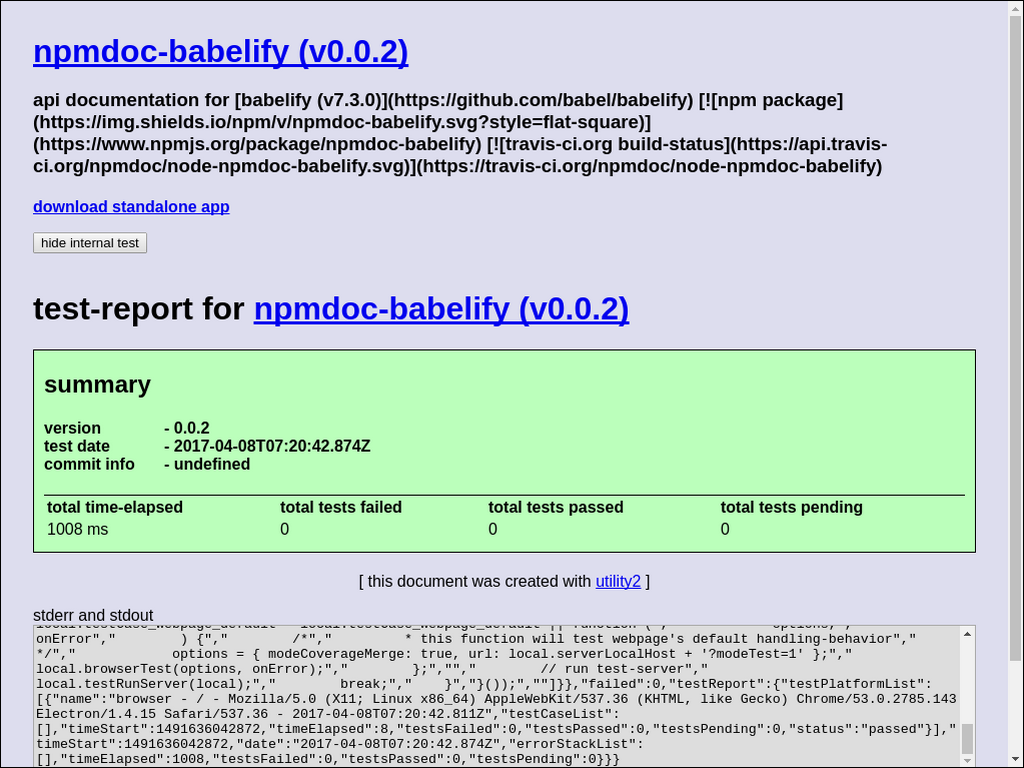 npmdoc-babelify (v0.0.2)
api documentation for [babelify (v7.3.0)](https://github.com/babel/babelify) [![npm package]
(https://img.shields.io/npm/v/npmdoc-babelify.svg?style=flat-square)]
(https://www.npmjs.org/package/npmdoc-babelify) [![travis-ci.org build-status](https://api.travis-
ci.org/npmdoc/node-npmdoc-babelify.svg)](https://travis-ci.org/npmdoc/node-npmdoc-babelify)
download standalone app
hide internal test
test-report for npmdoc-babelify (v0.0.2)
summary
version - 0.0.2
test date - 2017-04-08T07:20:42.874Z
commit info - undefined
total time-elapsed total tests failed total tests passed total tests pending
1008 ms 0 0 0
[ this document was created with utility2 ]
stderr and stdout
local.testCase_webpage_default = local.testCase_webpage_default || function (","            options,","
onError","        ) {","        /*","         * this function will test webpage's default handling-behavior","
*/","            options = { modeCoverageMerge: true, url: local.serverLocalHost + '?modeTest=1' };","
local.browserTest(options, onError);","        };","","        // run test-server","
local.testRunServer(local);","        break;","    }","}());",""]}},"failed":0,"testReport":{"testPlatformList":
[{"name":"browser - / - Mozilla/5.0 (X11; Linux x86_64) AppleWebKit/537.36 (KHTML, like Gecko) Chrome/53.0.2785.143
Electron/1.4.15 Safari/537.36 - 2017-04-08T07:20:42.811Z","testCaseList":
[],"timeStart":1491636042872,"timeElapsed":8,"testsFailed":0,"testsPassed":0,"testsPending":0,"status":"passed"}],"
timeStart":1491636042872,"date":"2017-04-08T07:20:42.874Z","errorStackList":
[],"timeElapsed":1008,"testsFailed":0,"testsPassed":0,"testsPending":0}}}